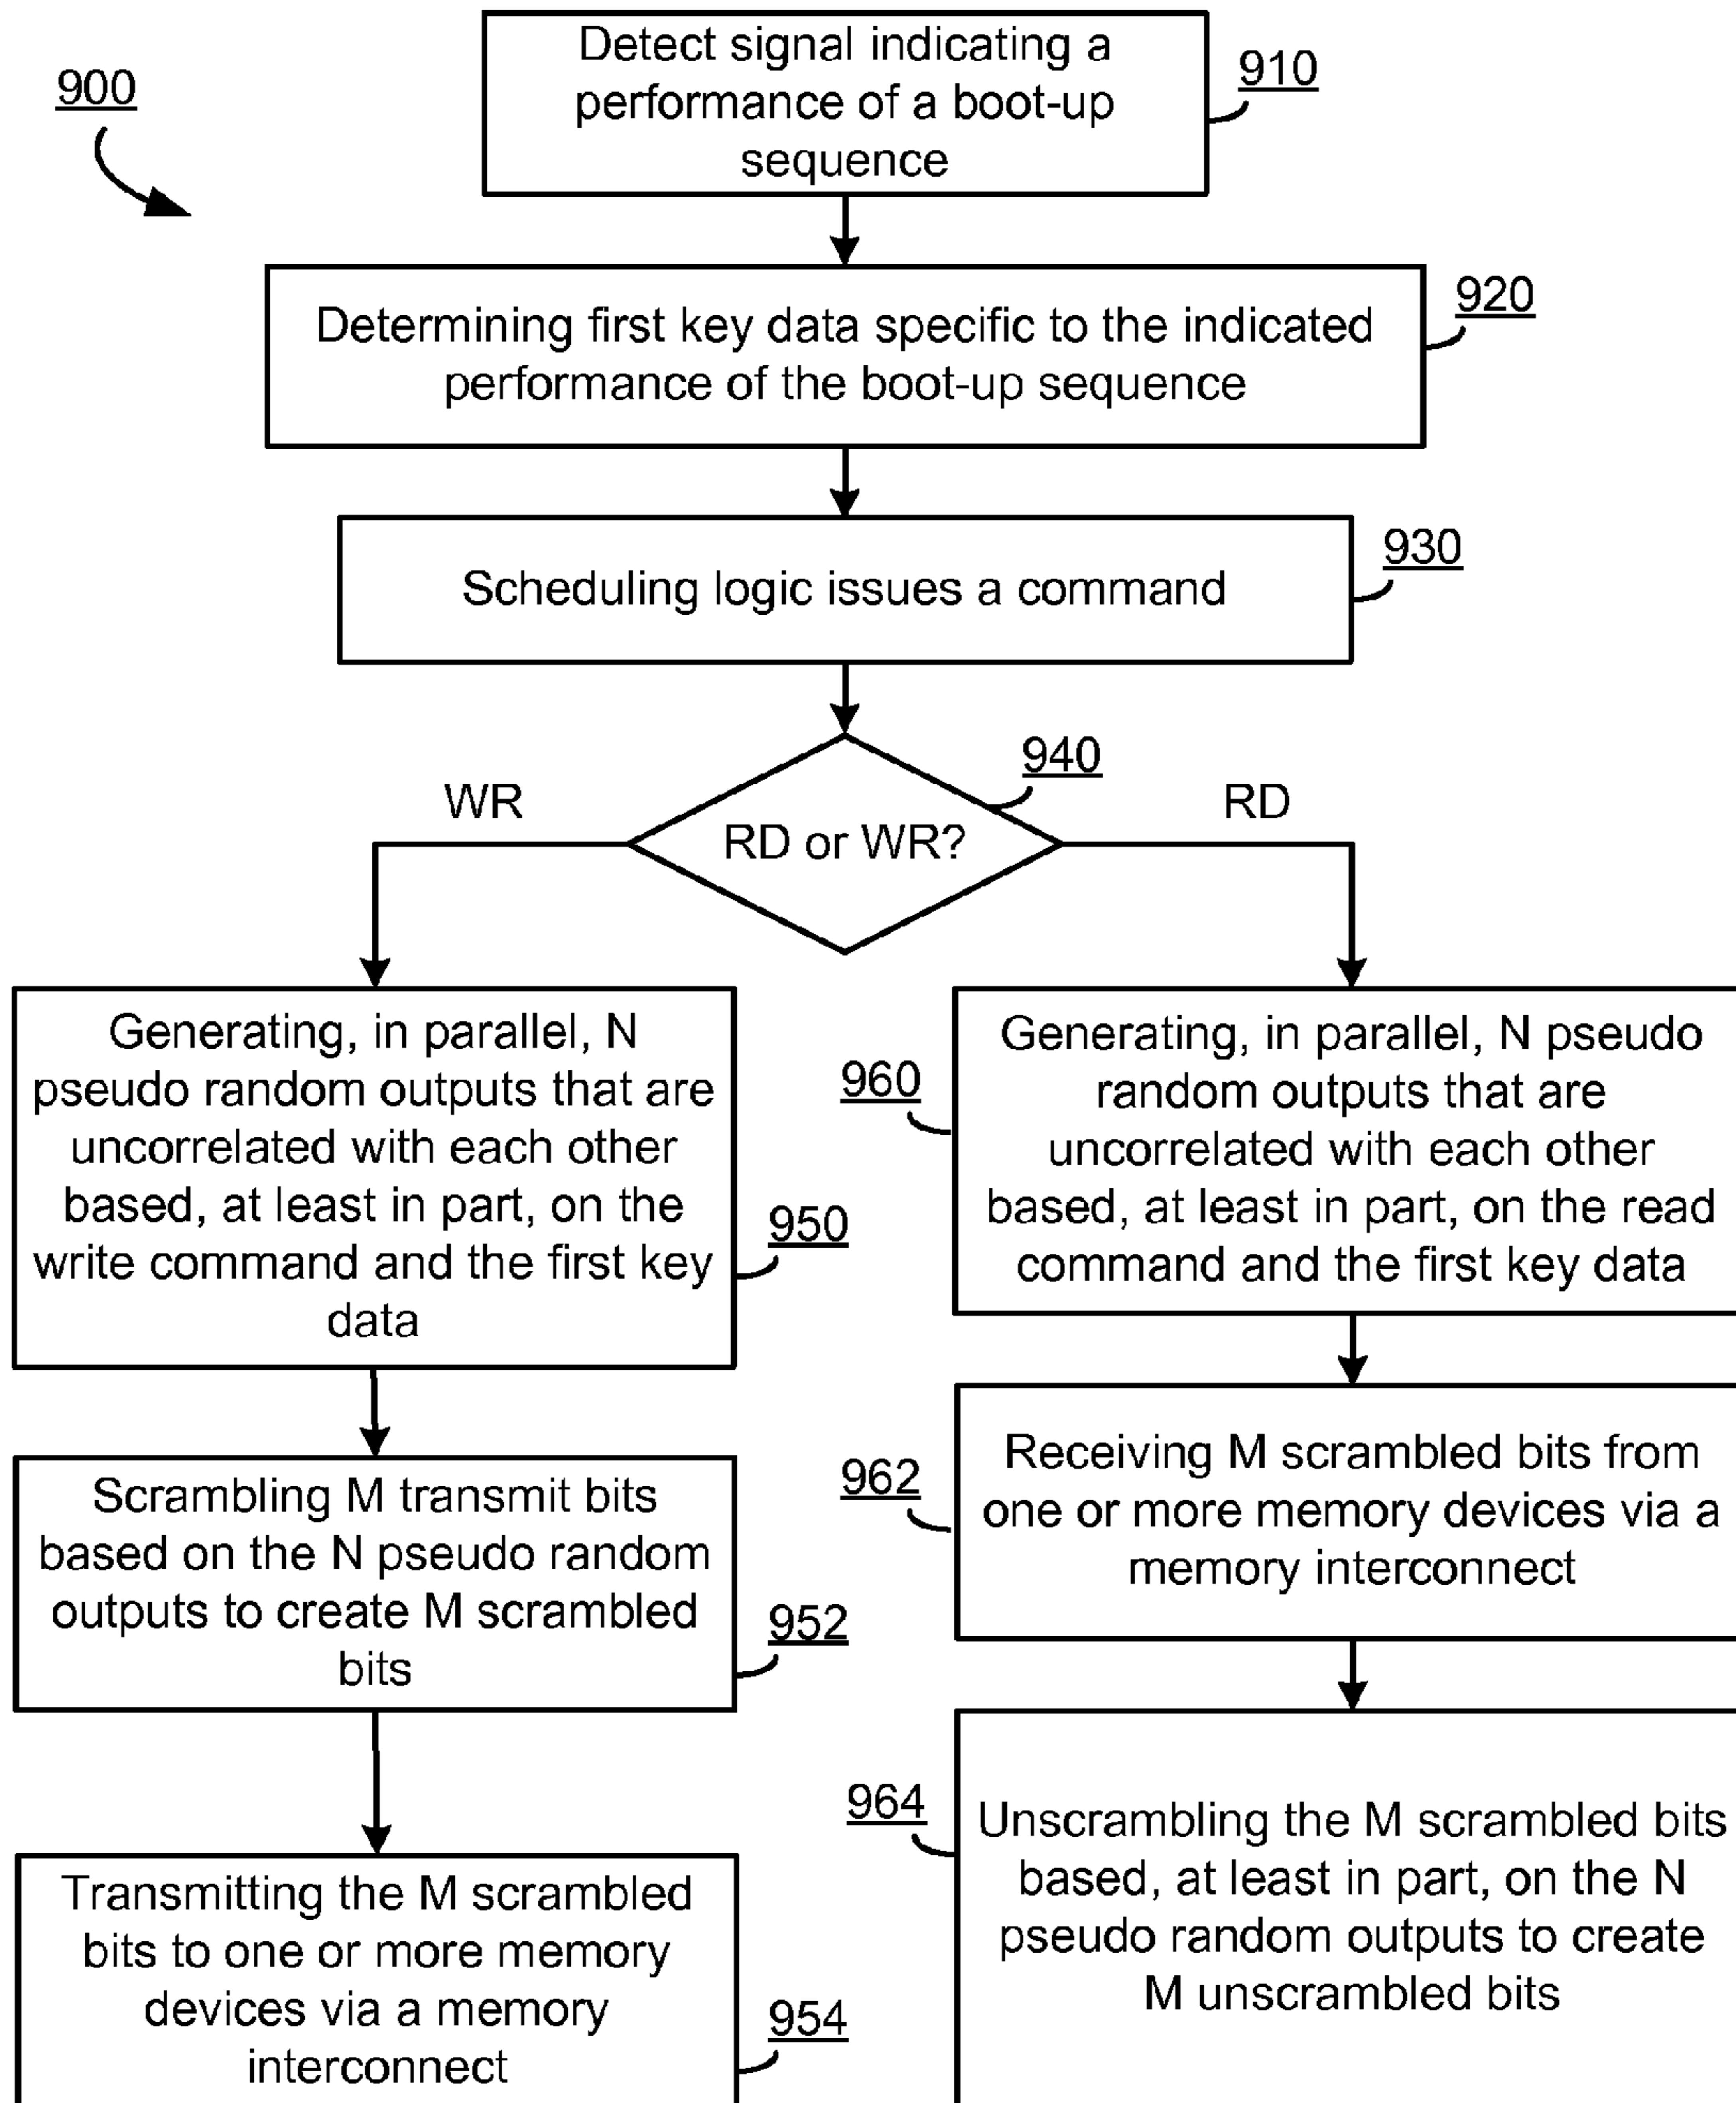 900
Detect signal indicating a
performance of a boot-up
sequence
910
Determining first key data specific to the indicated
performance of the boot-up sequence
920
Scheduling logic issues a command
930
RD or WR?
940
WR
RD
Generating, in parallel, N
pseudo random outputs that are
uncorrelated with each other
based, at least in part, on the
write command and the first key
data
950
Scrambling M transmit bits
based on the N pseudo random
outputs to create M scrambled
bits
952
Transmitting the M scrambled
bits to one or more memory
devices via a memory
interconnect
954
960
Generating, in parallel, N pseudo
random outputs that are
uncorrelated with each other
based, at least in part, on the read
command and the first key data
962
Receiving M scrambled bits from
one or more memory devices via a
memory interconnect
964
Unscrambling the M scrambled bits
based, at least in part, on the N
pseudo random outputs to create
M unscrambled bits